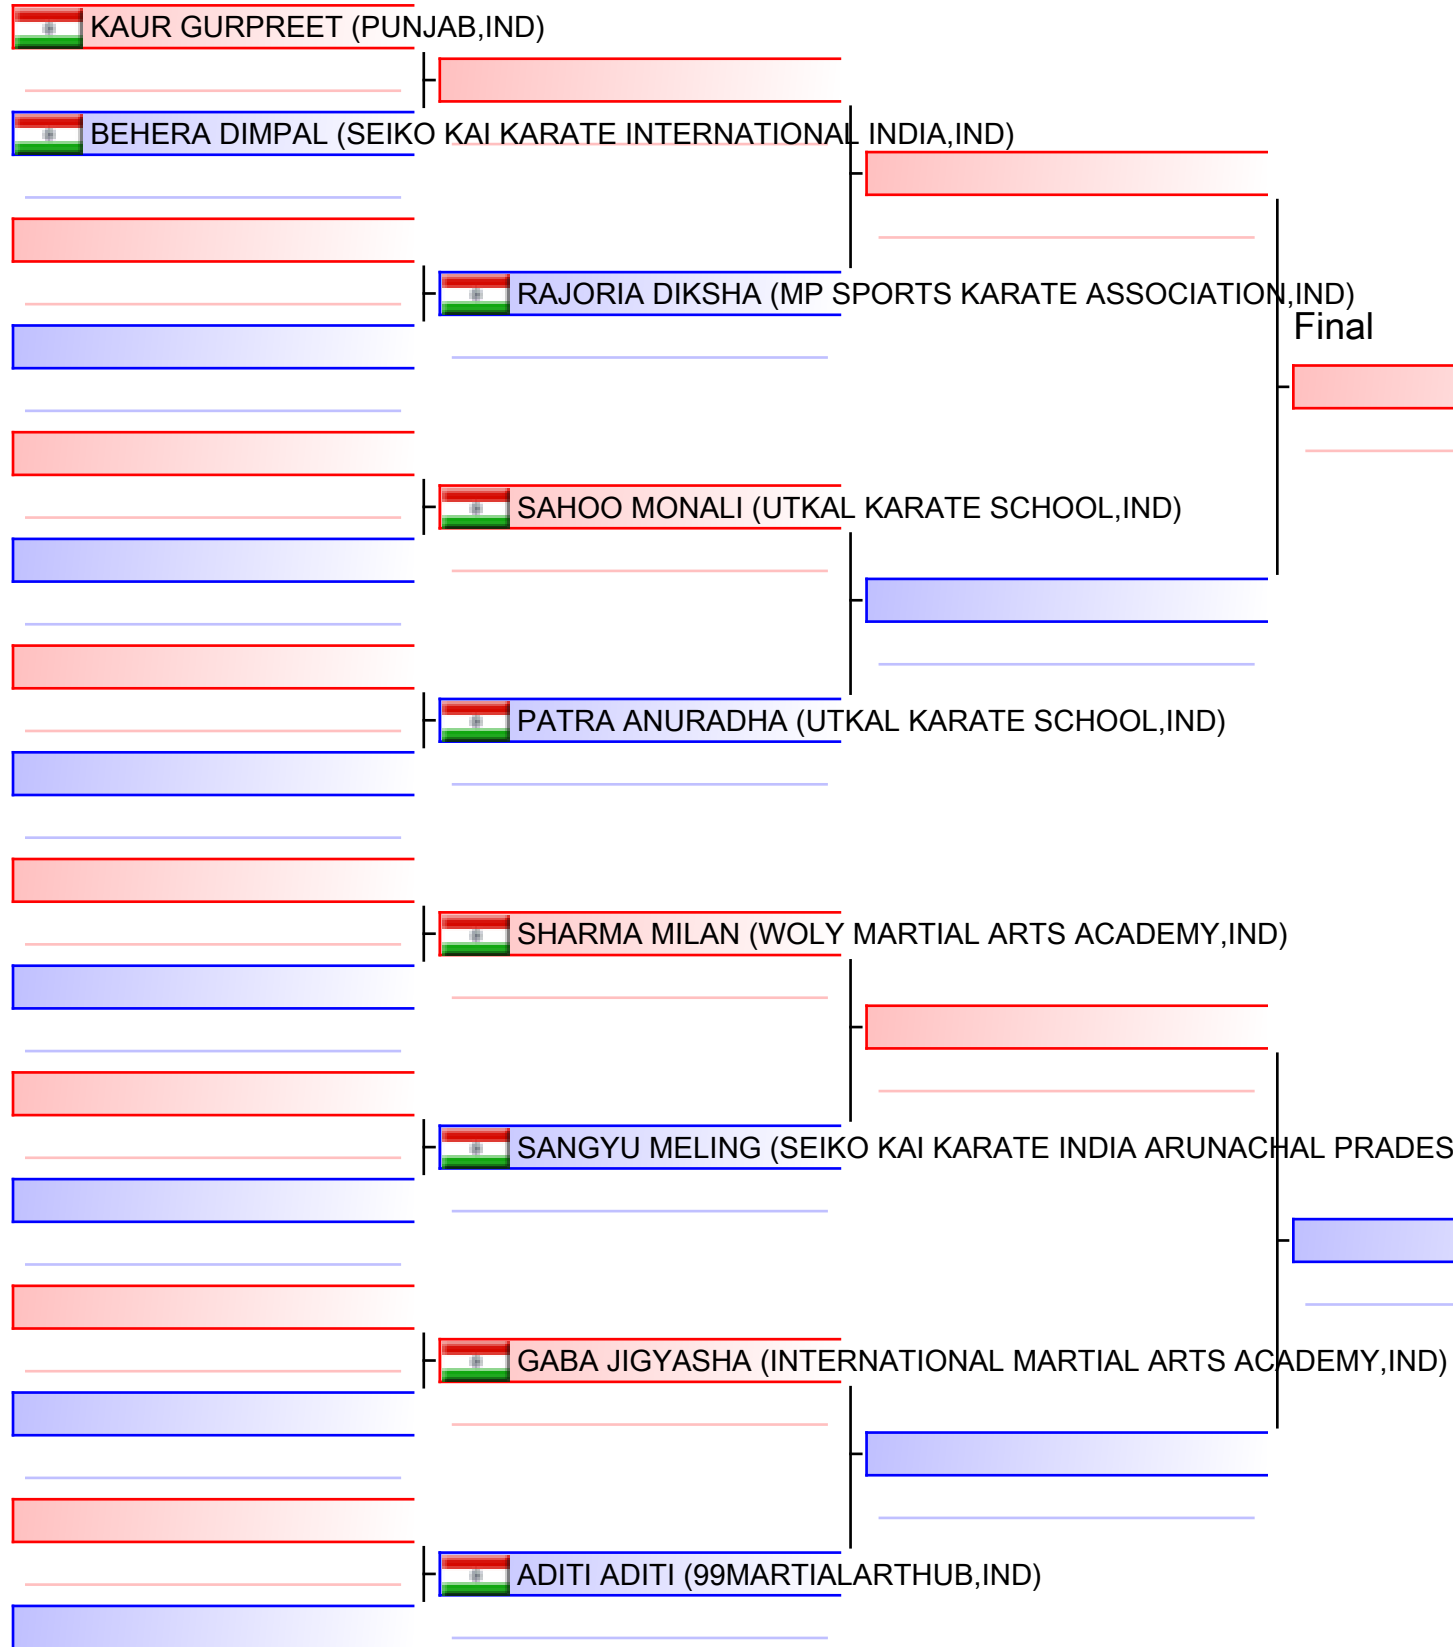 KAUR GURPREET (PUNJAB,IND)
BEHERA DIMPAL (SEIKO KAI KARATE INTERNATIONAL INDIA,IND)
RAJORIA DIKSHA (MP SPORTS KARATE ASSOCIATION,IND)
Final
SAHOO MONALI (UTKAL KARATE SCHOOL,IND)
PATRA ANURADHA (UTKAL KARATE SCHOOL,IND)
SHARMA MILAN (WOLY MARTIAL ARTS ACADEMY,IND)
SANGYU MELING (SEIKO KAI KARATE INDIA ARUNACHAL PRADES
GABA JIGYASHA (INTERNATIONAL MARTIAL ARTS ACADEMY,IND)
ADITI ADITI (99MARTIALARTHUB,IND)